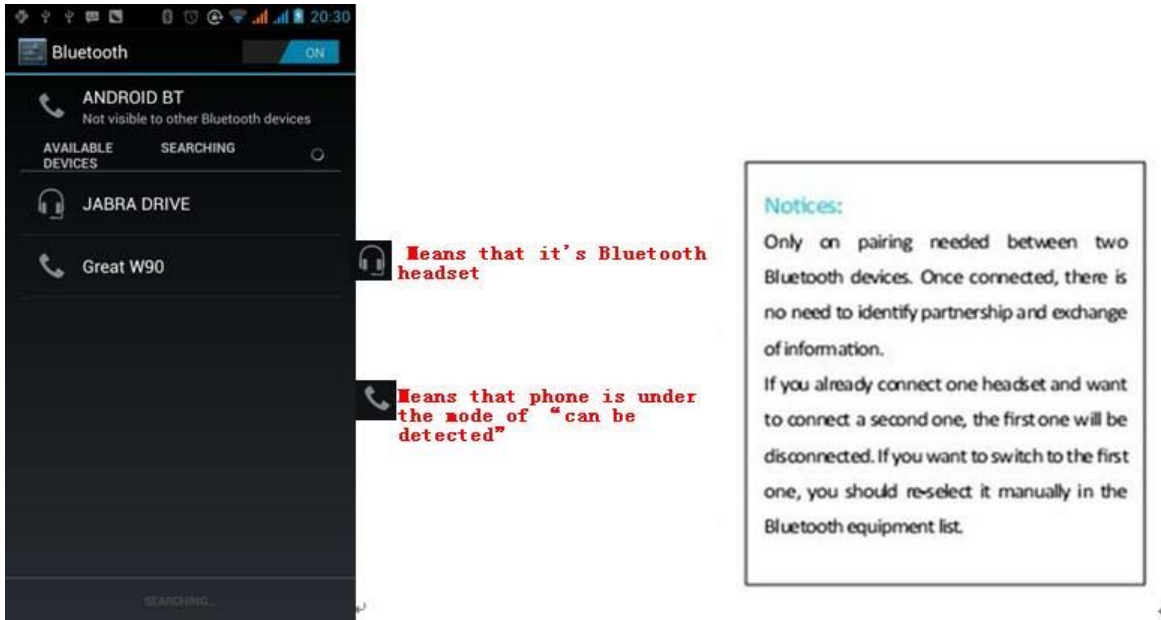 20:30
Bluetooth
ON
ANDROID BT
Not visible to other Bluetooth devices
AVAILABLE DEVICES
SEARCHING
JABRA DRIVE
Great W90
SEARCHING...
Means that it's Bluetooth
headset
Means that phone is under
the mode of “can be
detected”
Notices:
Only on pairing needed between two
Bluetooth devices. Once connected, there is
no need to identify partnership and exchange
of information.
If you already connect one headset and want
to connect a second one, the first one will be
disconnected. If you want to switch to the first
one, you should re-select it manually in the
Bluetooth equipment list.